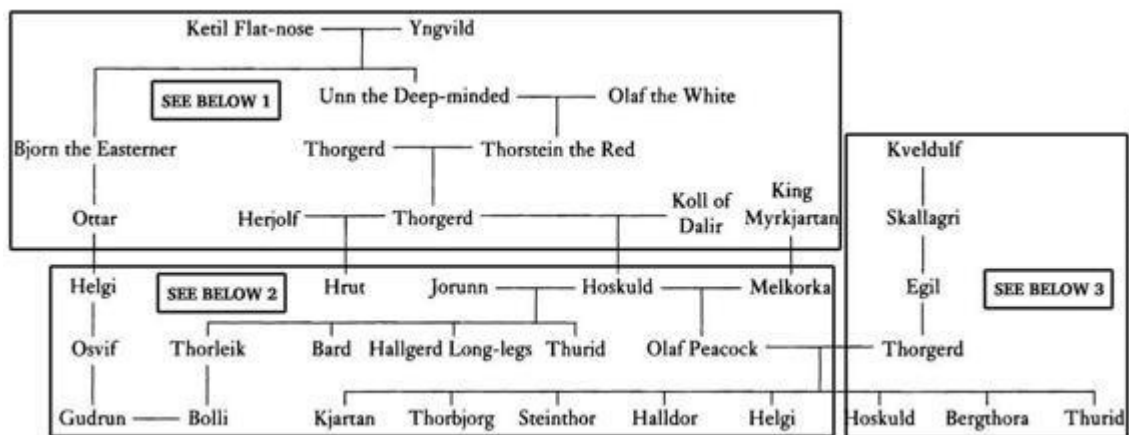 Ketil Flat-nose Yngvild
SEE BELOW 1 Unn the Deep-minded Olaf the White
Bjorn the Easterner Thorgerd Thorstein the Red Kveldulf
Ottar Herjolf Thorgerd Koll of Dalir King Myrkjartan Skallagri
Helgi SEE BELOW 2 Hrut Jorunn Hoskuld Melkorka Egil SEE BELOW 3
Osvif Thorleik Bard Hallgerd Long-legs Thurid Olaf Peacock Thorgerd
Gudrun Bolli Kjartan Thorbjorg Steinthor Halldor Helgi Hoskuld Bergthora Thurid